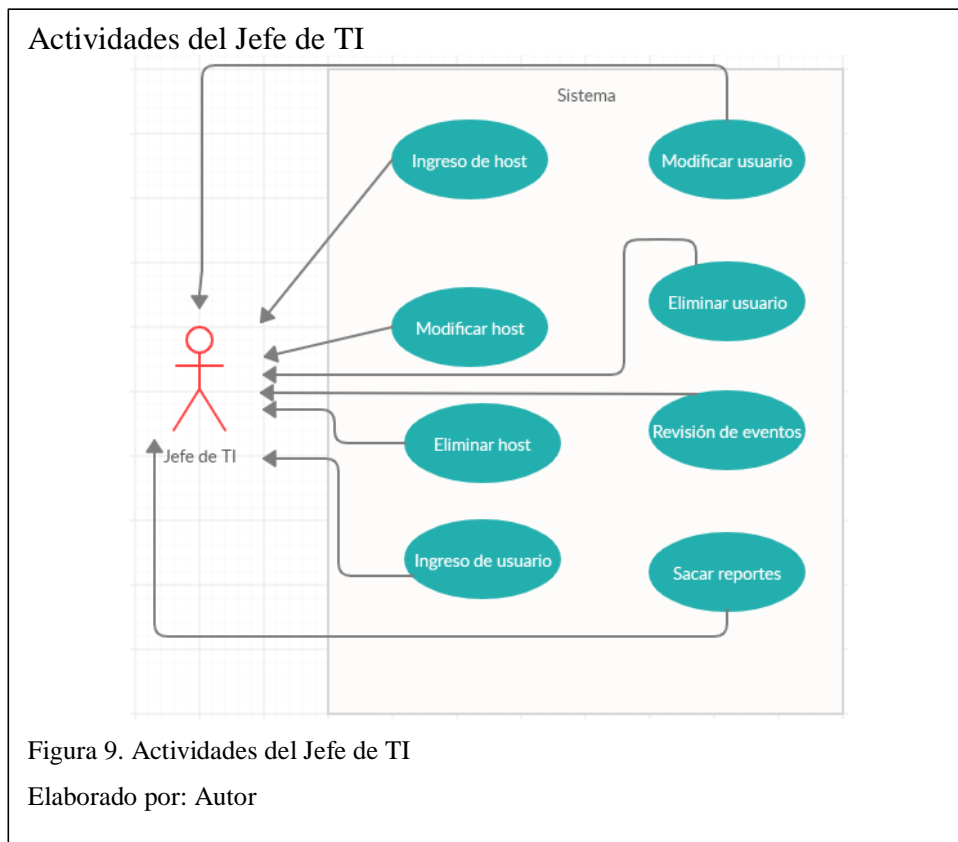 Actividades del Jefe de TI
Sistema
Ingreso de host
Modificar usuario
Eliminar usuario
Modificar host
Revisión de eventos
Eliminar host
Jefe de TI
Ingreso de usuario
Sacar reportes
Figura 9. Actividades del Jefe de TI
Elaborado por: Autor